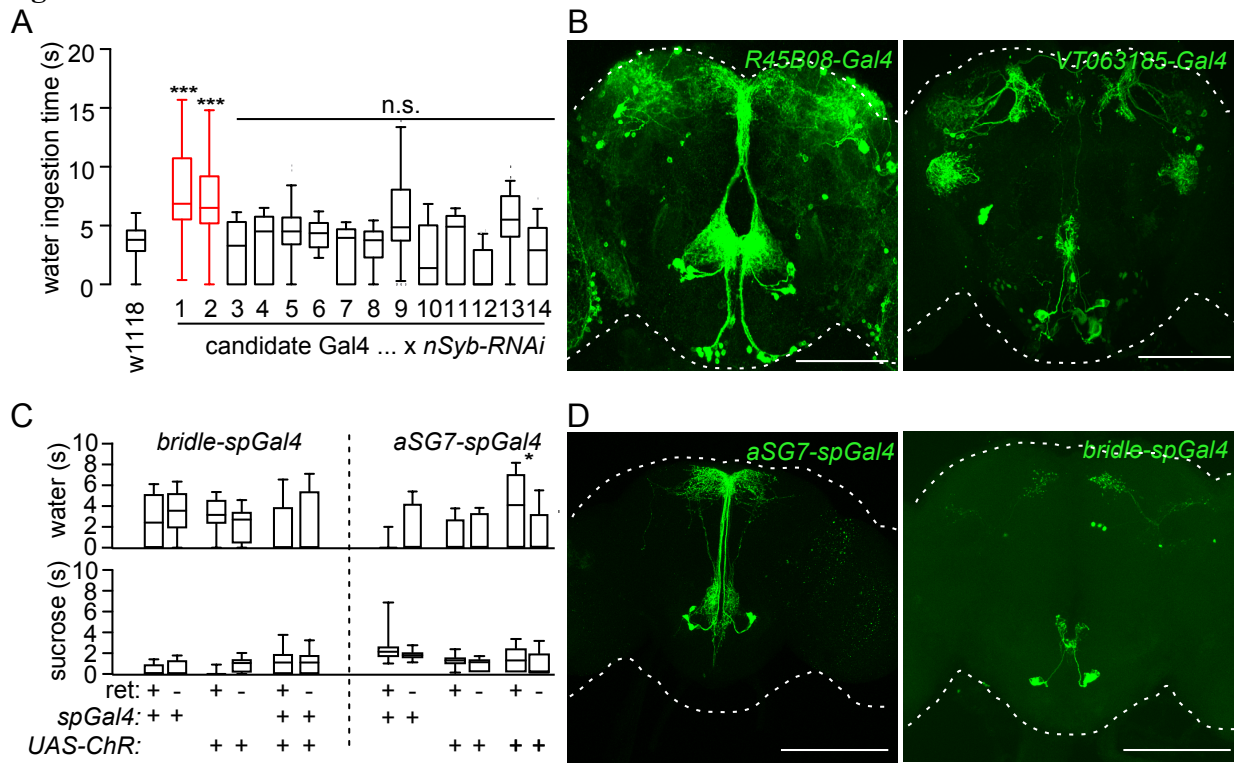 A
water ingestion time (s)
20
15
10
5
0
*** ***
n.s.
w1118
1 2 3 4 5 6 7 8 9 10 11 12 13 14
candidate Gal4 ... x nSyb-RNAi
B
R45B08-Gal4
VT063185-Gal4
C
bridle-spGal4
aSG7-spGal4
water (s)
10
8
6
4
2
0
*
sucrose (s)
10
8
6
4
2
0
ret: + - + - + - + - + - + -
spGal4: + + + + + + + +
UAS-ChR: + + + + + + + +
D
aSG7-spGal4
bridle-spGal4